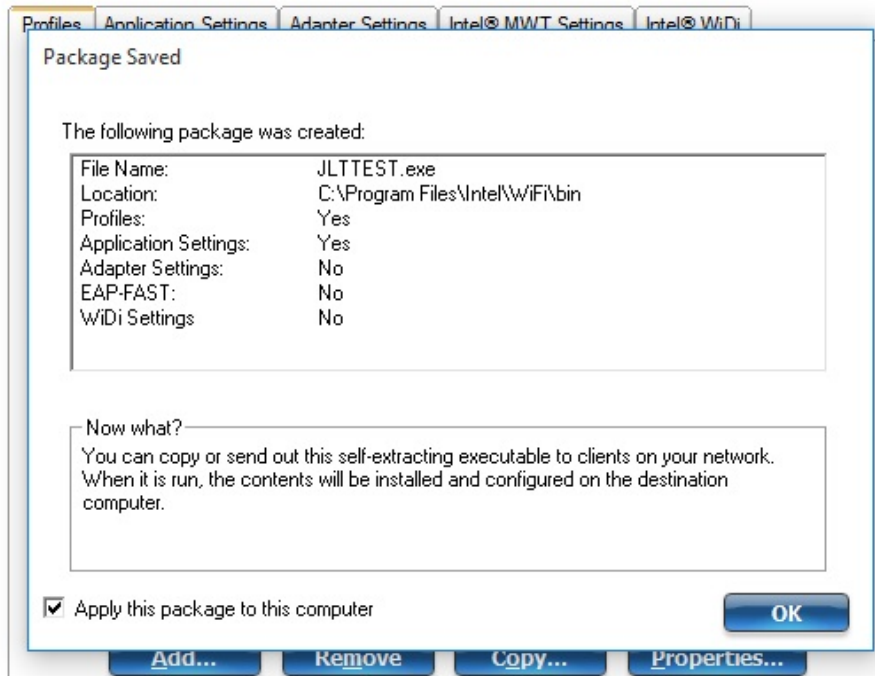 Profiles Application Settings Adapter Settings Intel® MWT Settings Intel® WiDi
Package Saved
The following package was created:
File Name: JLTTEST.exe
Location: C:\Program Files\Intel\WiFi\bin
Profiles: Yes
Application Settings: Yes
Adapter Settings: No
EAP-FAST: No
WiDi Settings No
Now what?
You can copy or send out this self-extracting executable to clients on your network.
When it is run, the contents will be installed and configured on the destination
computer.
Apply this package to this computer
OK
Add... Remove Copy... Properties...